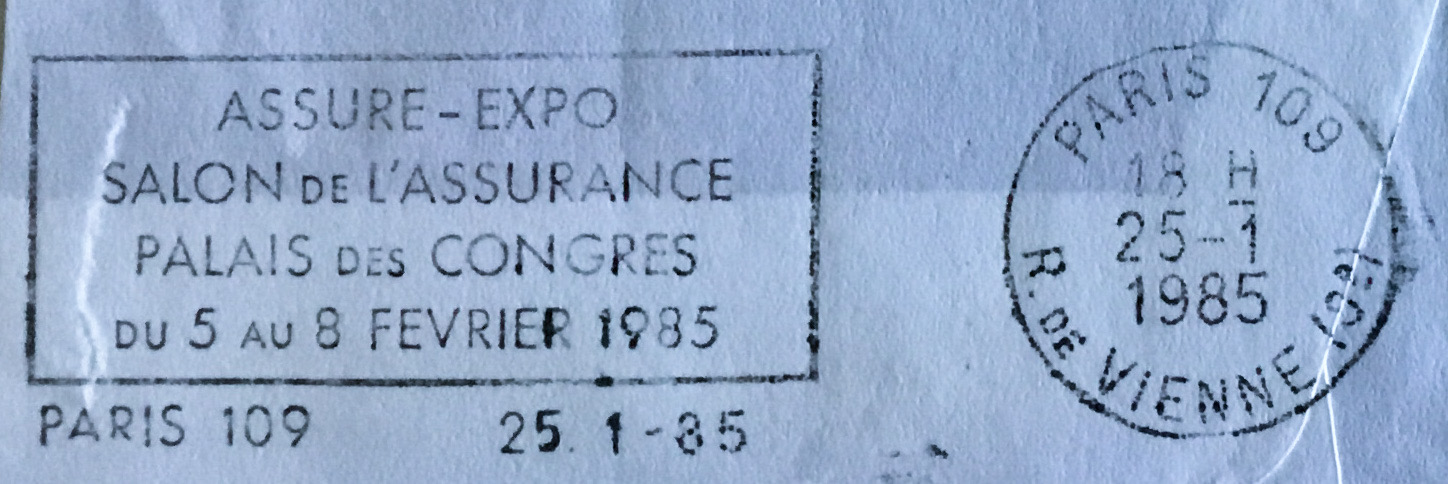 ASSURE-EXPO
SALON DE L'ASSURANCE
PALAIS DES CONGRES
DU 5 AU 8 FEVRIER 1985
PARIS 109 25. 1-85
PARIS 109
18 H
25-1
1985
R. DE VIENNE